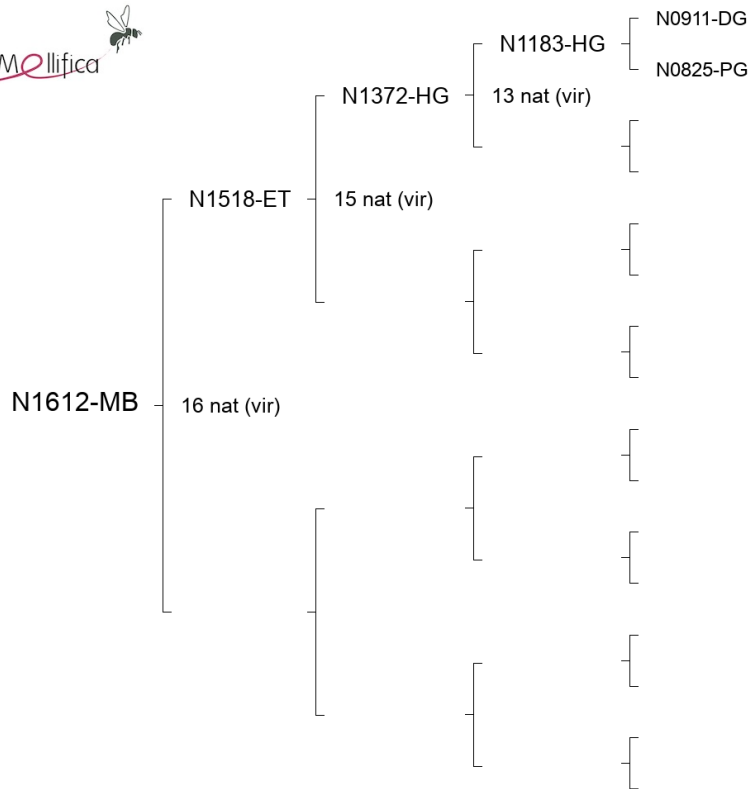 Mellifica
N0911-DG
N1183-HG
N0825-PG
N1372-HG
13 nat (vir)
N1518-ET
15 nat (vir)
N1612-MB
16 nat (vir)